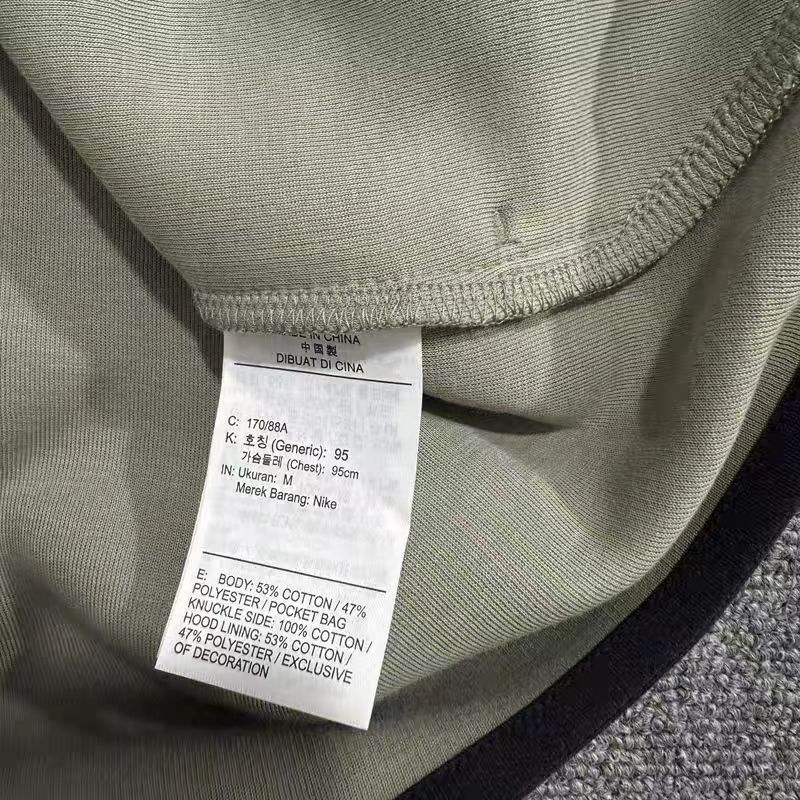 IN CHINA
中国製
DIBUAT DI CINA
C: 170/88A
K: 호칭 (Generic): 95
가슴둘레 (Chest): 95cm
IN: Ukuran: M
Merek Barang: Nike
E: BODY: 53% COTTON / 47%
POLYESTER / POCKET BAG
KNUCKLE SIDE: 100% COTTON /
HOOD LINING: 53% COTTON /
47% POLYESTER / EXCLUSIVE
OF DECORATION